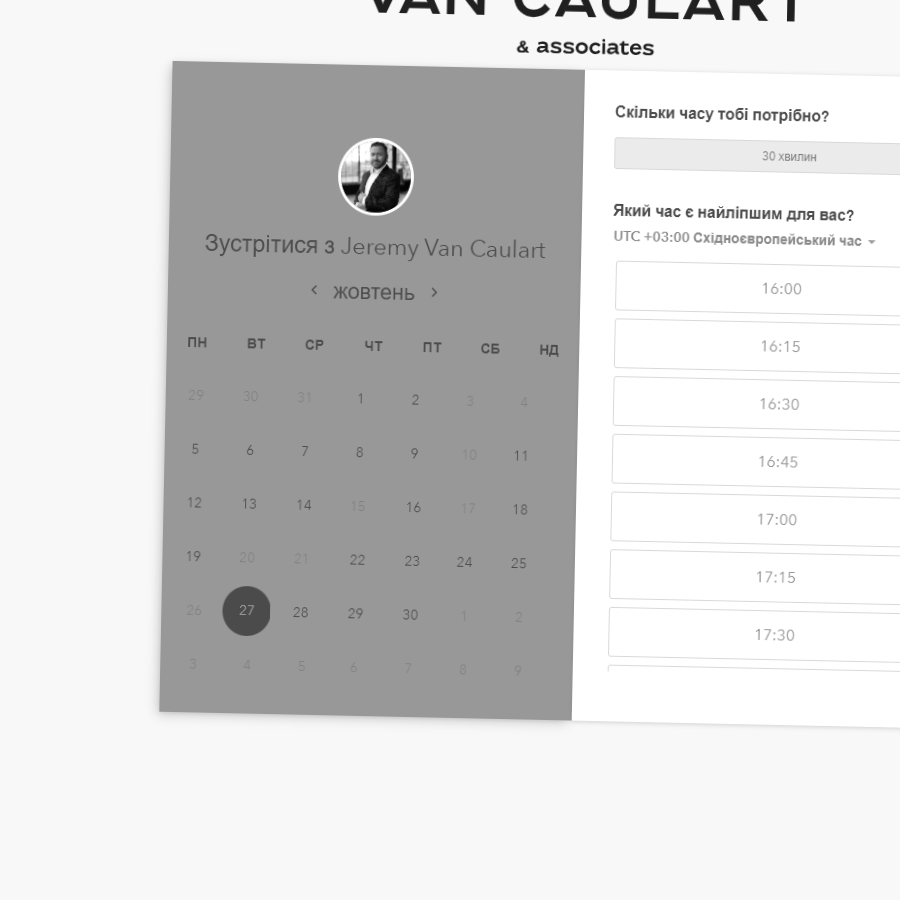 VAN CAULART
& associates
Зустрітися з Jeremy Van Caulart
жовтень
ПН ВТ СР ЧТ ПТ СБ НД
29 30 31 1 2 3 4
5 6 7 8 9 10 11
12 13 14 15 16 17 18
19 20 21 22 23 24 25
26 27 28 29 30 1 2
3 4 5 6 7 8 9
Скільки часу тобі потрібно?
30 хвилин
Який час є найліпшим для вас?
UTC +03:00 Східноєвропейський час
16:00
16:15
16:30
16:45
17:00
17:15
17:30